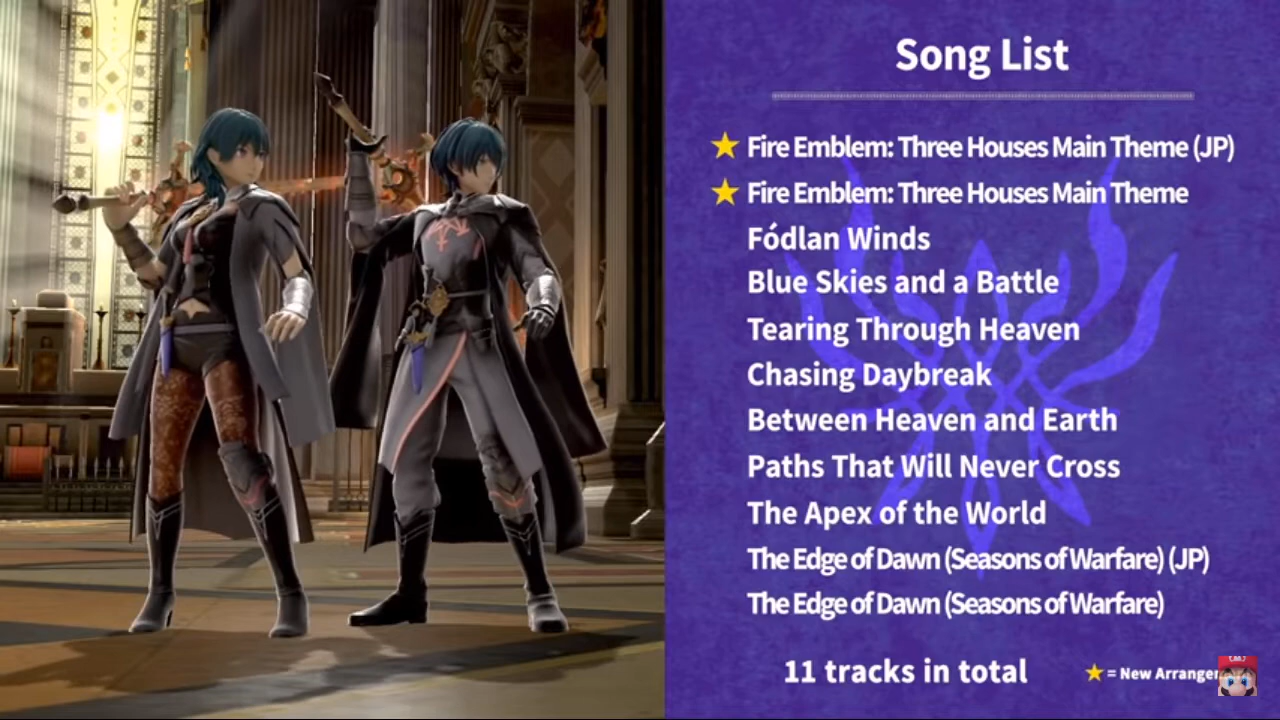 Song List
★ Fire Emblem: Three Houses Main Theme (JP)
★ Fire Emblem: Three Houses Main Theme
Fódlan Winds
Blue Skies and a Battle
Tearing Through Heaven
Chasing Daybreak
Between Heaven and Earth
Paths That Will Never Cross
The Apex of the World
The Edge of Dawn (Seasons of Warfare) (JP)
The Edge of Dawn (Seasons of Warfare)
11 tracks in total
★ = New